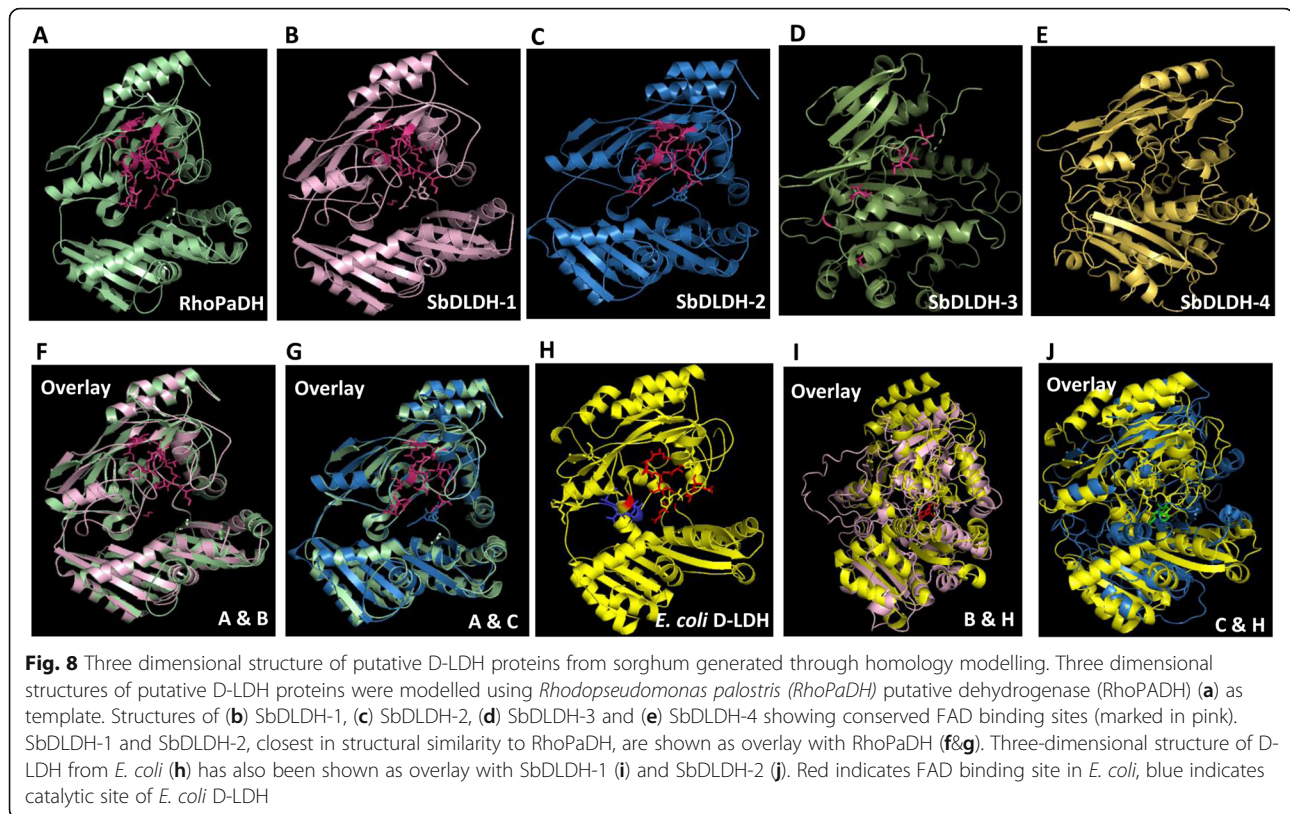 A
B
C
D
E
RhoPaDH
SbDLDH-1
SbDLDH-2
SbDLDH-3
SbDLDH-4
F
G
H
I
J
Overlay
Overlay
Overlay
Overlay
A & B
A & C
E. coli D-LDH
B & H
C & H
Fig. 8 Three dimensional structure of putative D-LDH proteins from sorghum generated through homology modelling. Three dimensional
structures of putative D-LDH proteins were modelled using Rhodopseudomonas palostris (RhoPaDH) putative dehydrogenase (RhoPADH) (a) as
template. Structures of (b) SbDLDH-1, (c) SbDLDH-2, (d) SbDLDH-3 and (e) SbDLDH-4 showing conserved FAD binding sites (marked in pink).
SbDLDH-1 and SbDLDH-2, closest in structural similarity to RhoPaDH, are shown as overlay with RhoPaDH (f&g). Three-dimensional structure of D-
LDH from E. coli (h) has also been shown as overlay with SbDLDH-1 (i) and SbDLDH-2 (j). Red indicates FAD binding site in E. coli, blue indicates
catalytic site of E. coli D-LDH